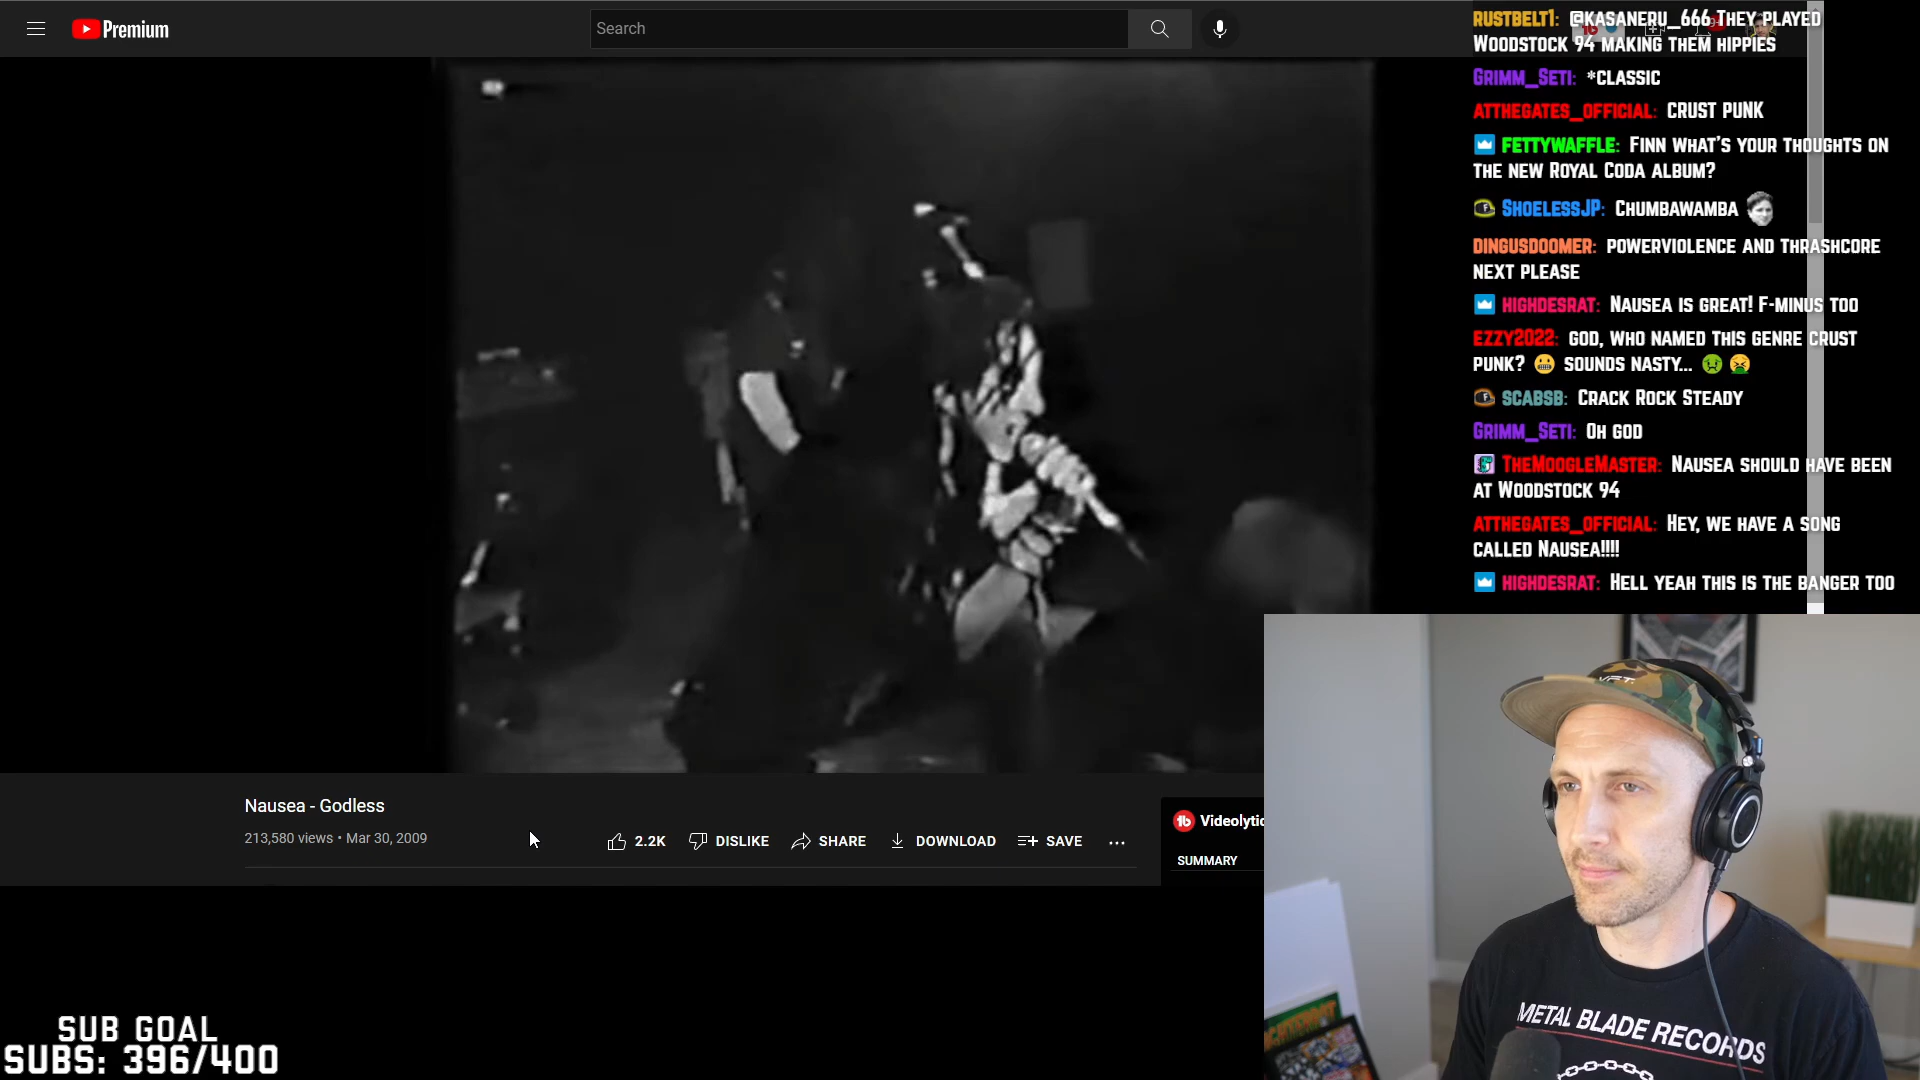 Premium
Search
RUSTBELT1: @KASANERU_666 THEY PLAYED
WOODSTOCK 94 MAKING THEM HIPPIES
GRIMM_SETI: *CLASSIC
ATTHEGATES_OFFICIAL: CRUST PUNK
FETTYWAFFLE: FINN WHAT'S YOUR THOUGHTS ON
THE NEW ROYAL CODA ALBUM?
SHOELESSJP: CHUMBAWAMBA
DINGUSDOOMER: POWERVIOLENCE AND THRASHCORE
NEXT PLEASE
HIGHDESRAT: NAUSEA IS GREAT! F-MINUS TOO
EZZY2022: GOD, WHO NAMED THIS GENRE CRUST
PUNK? 😬 SOUNDS NASTY... 🤢 🤮
SCABSB: CRACK ROCK STEADY
GRIMM_SETI: OH GOD
THEMOOGLEMASTER: NAUSEA SHOULD HAVE BEEN
AT WOODSTOCK 94
ATTHEGATES_OFFICIAL: HEY, WE HAVE A SONG
CALLED NAUSEA!!!!
HIGHDESRAT: HELL YEAH THIS IS THE BANGER TOO
Nausea - Godless
213,580 views • Mar 30, 2009
2.2K
DISLIKE
SHARE
DOWNLOAD
SAVE
Videolytic
SUMMARY
METAL BLADE RECORDS
SUB GOAL
SUBS: 396/400